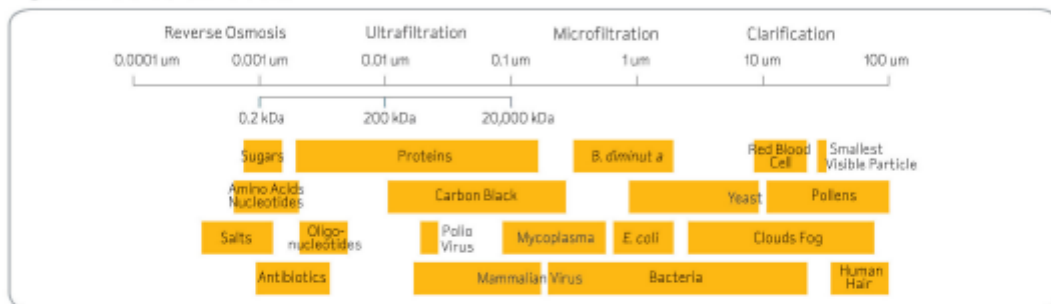 Reverse Osmosis Ultrafiltration Microfiltration Clarification
0.0001 um 0.001 um 0.01 um 0.1 um 1 um 10 um 100 um
0.2 kDa 200 kDa 20,000 kDa
Sugars Proteins B. diminut a Red Blood Cell Smallest Visible Particle
Amino Acids Nucleotides Carbon Black Yeast Pollens
Salts Oligo-nucleotides Polio Virus Mycoplasma E. coli Clouds Fog
Antibiotics Mammalian Virus Bacteria Human Hair